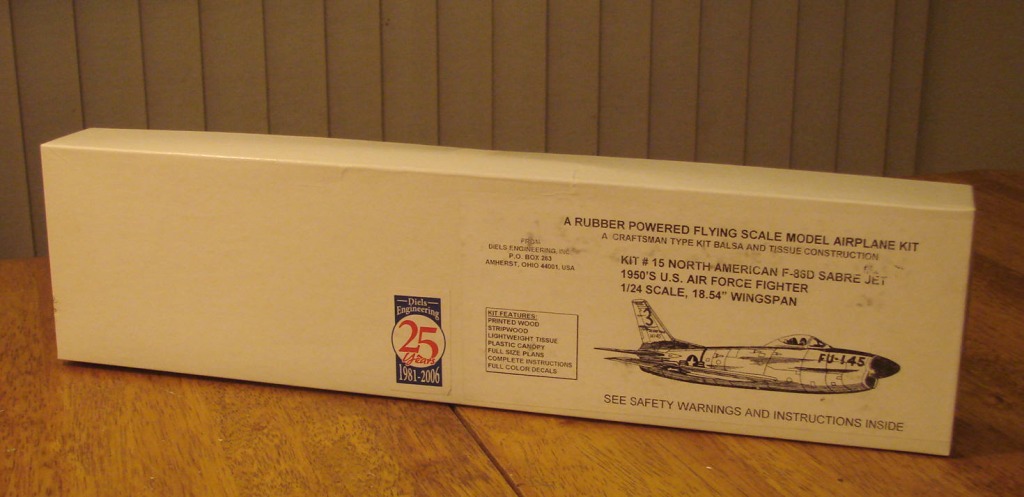 A RUBBER POWERED FLYING SCALE MODEL AIRPLANE KIT
A CRAFTSMAN TYPE KIT BALSA AND TISSUE CONSTRUCTION
FROM
DIELS ENGINEERING, INC.
P.O. BOX 263
AMHERST, OHIO 44001, USA
KIT # 15 NORTH AMERICAN F-86D SABRE JET
1950'S U.S. AIR FORCE FIGHTER
1/24 SCALE, 18.54" WINGSPAN
Diels
Engineering
25
Years
1981-2006
KIT FEATURES:
PRINTED WOOD
STRIPWOOD
LIGHTWEIGHT TISSUE
PLASTIC CANOPY
FULL SIZE PLANS
COMPLETE INSTRUCTIONS
FULL COLOR DECALS
3
FU-145
SEE SAFETY WARNINGS AND INSTRUCTIONS INSIDE